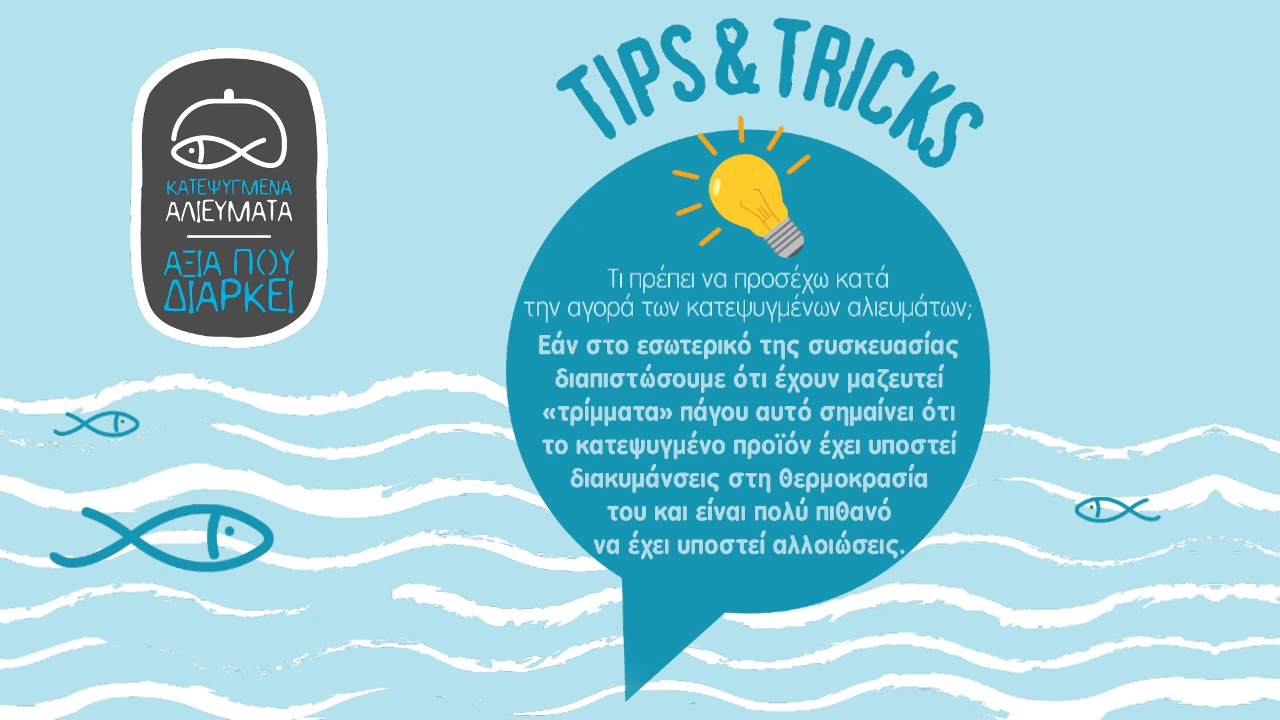 TIPS & TRICKS
ΚΑΤΕΨΥΓΜΕΝΑ
ΑΛΙΕΥΜΑΤΑ
ΑΞΙΑ ΠΟΥ
ΔΙΑΡΚΕΙ
Τι πρέπει να προσέχω κατά
την αγορά των κατεψυγμένων αλιευμάτων;
Εάν στο εσωτερικό της συσκευασίας
διαπιστώσουμε ότι έχουν μαζευτεί
«τρίμματα» πάγου αυτό σημαίνει ότι
το κατεψυγμένο προϊόν έχει υποστεί
διακυμάνσεις στη θερμοκρασία
του και είναι πολύ πιθανό
να έχει υποστεί αλλοιώσεις.